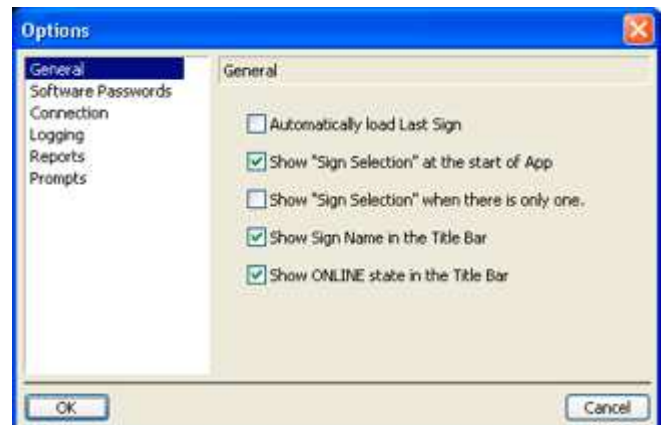 Options
General
Software Passwords
Connection
Logging
Reports
Prompts
General
Automatically load Last Sign
Show "Sign Selection" at the start of App
Show "Sign Selection" when there is only one.
Show Sign Name in the Title Bar
Show ONLINE state in the Title Bar
OK
Cancel